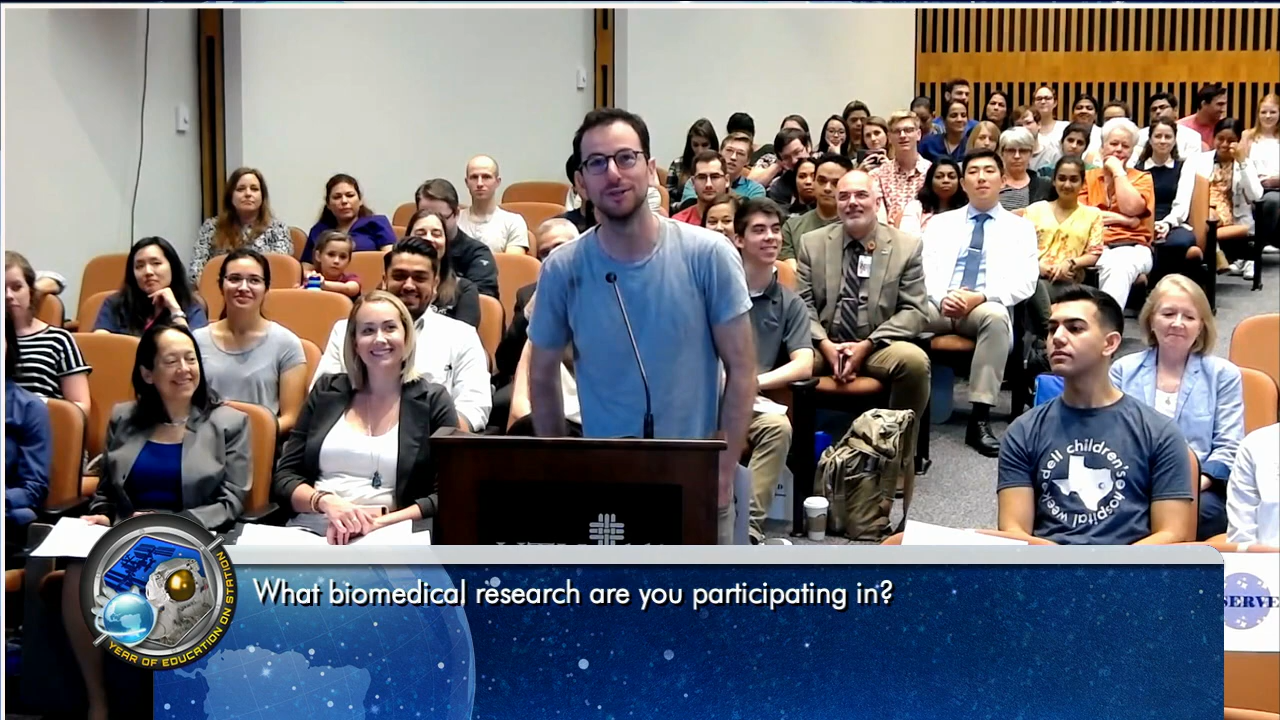 dell children's
hospital week
What biomedical research are you participating in?
YEAR OF EDUCATION ON STATION
SERVE